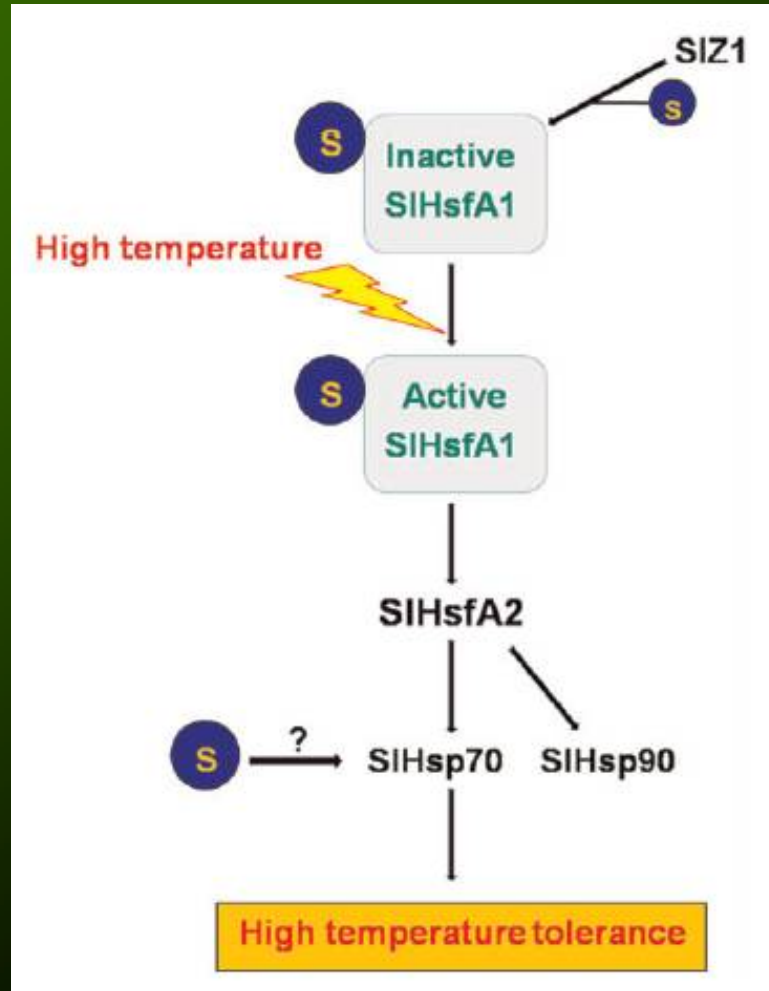 SIZ1
S
S
Inactive
SlHsfA1
High temperature
S
Active
SlHsfA1
SlHsfA2
S
?
SlHsp70
SlHsp90
High temperature tolerance